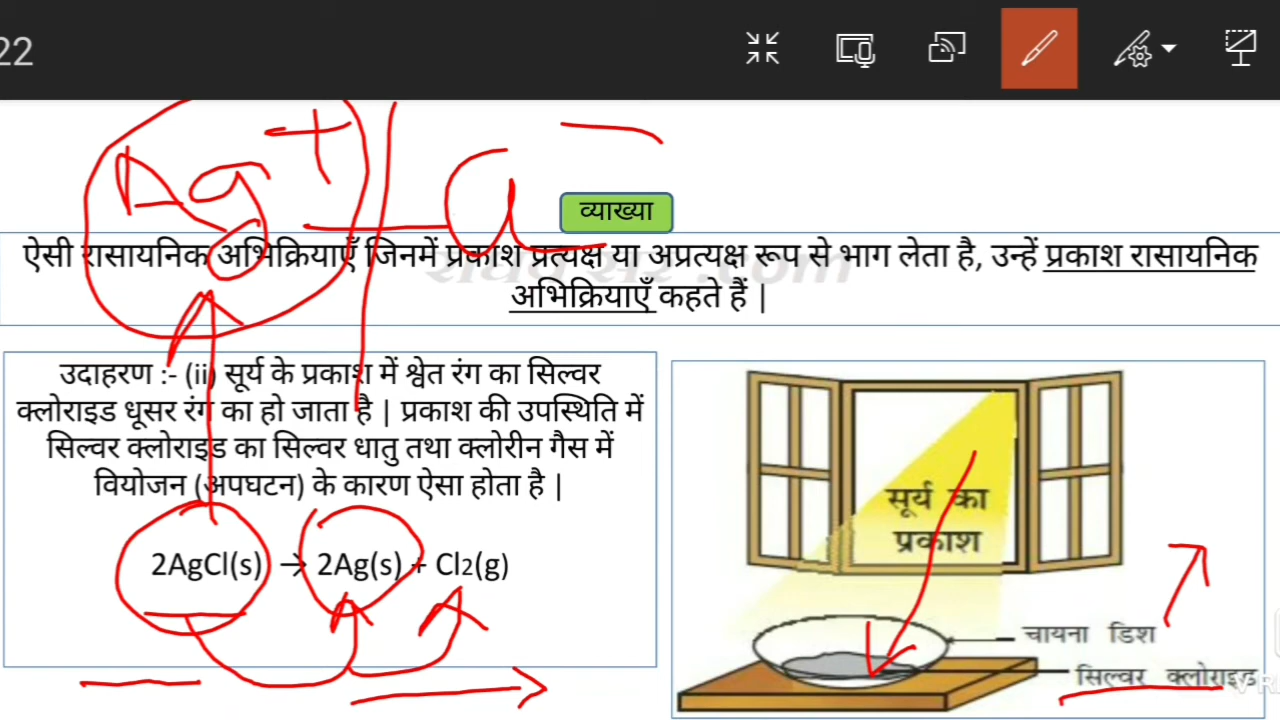 22
Ag+
Cl-
व्याख्या
ऐसी रासायनिक अभिक्रियाएँ जिनमें प्रकाश प्रत्यक्ष या अप्रत्यक्ष रूप से भाग लेता है, उन्हें प्रकाश रासायनिक
अभिक्रियाएँ कहते हैं |
उदाहरण :- (ii) सूर्य के प्रकाश में श्वेत रंग का सिल्वर
क्लोराइड धूसर रंग का हो जाता है | प्रकाश की उपस्थिति में
सिल्वर क्लोराइड का सिल्वर धातु तथा क्लोरीन गैस में
वियोजन (अपघटन) के कारण ऐसा होता है |
2AgCl(s) → 2Ag(s) + Cl2(g)
सूर्य का
प्रकाश
चायना डिश
सिल्वर क्लोराइड